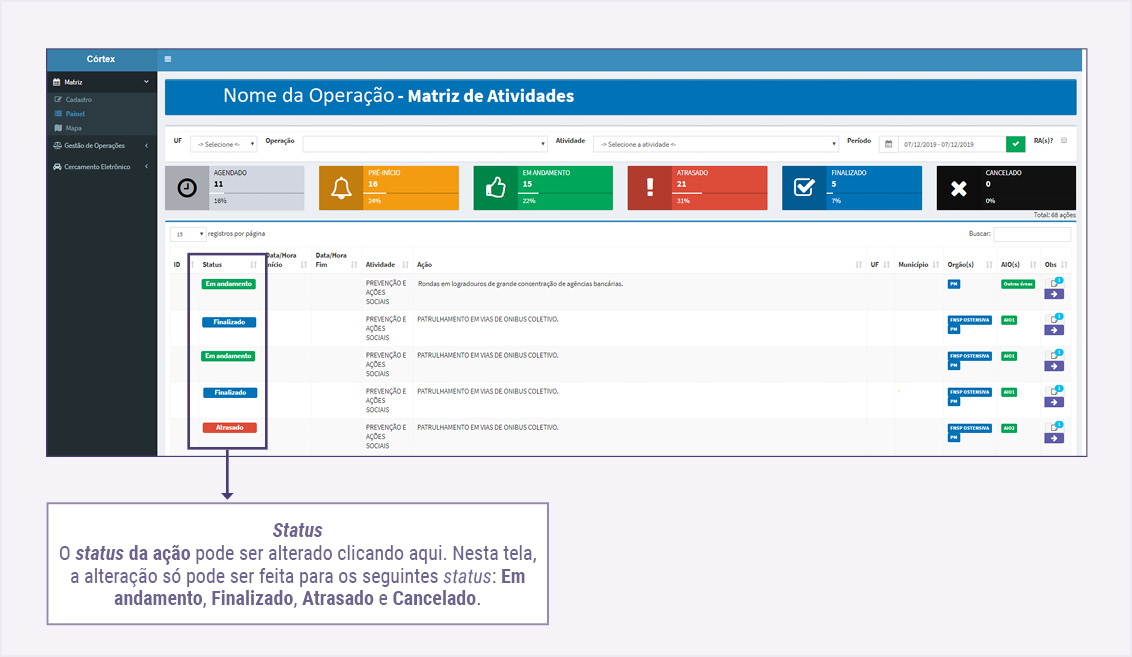 Córtex
Matriz
Cadastro
Painel
Mapa
Gestão de Operações
Cercamento Eletrônico
Nome da Operação - Matriz de Atividades
UF -> Selecione <- Operação Atividade -> Selecione a atividade <- Período 07/12/2019 - 07/12/2019 RA(s)?
AGENDADO
11
16%
PRÉ-INÍCIO
16
24%
EM ANDAMENTO
15
22%
ATRASADO
21
31%
FINALIZADO
5
7%
CANCELADO
0
0%
Total: 68 ações
15 registros por página Buscar:
ID Status Data/Hora Início Data/Hora Fim Atividade Ação UF Município Orgão(s) AIO(s) Obs
Em andamento PREVENÇÃO E Rondas em logradouros de grande concentração de agências bancárias. PM Outras áreas 1
AÇÕES
SOCIAIS
Finalizado PREVENÇÃO E PATRULHAMENTO EM VIAS DE ONIBUS COLETIVO. FNSP OSTENSIVA AIO1 1
AÇÕES PM
SOCIAIS
Em andamento PREVENÇÃO E PATRULHAMENTO EM VIAS DE ONIBUS COLETIVO. FNSP OSTENSIVA AIO1 1
AÇÕES PM
SOCIAIS
Finalizado PREVENÇÃO E PATRULHAMENTO EM VIAS DE ONIBUS COLETIVO. FNSP OSTENSIVA AIO1 1
AÇÕES PM
SOCIAIS
Atrasado PREVENÇÃO E PATRULHAMENTO EM VIAS DE ONIBUS COLETIVO. FNSP OSTENSIVA AIO2 1
AÇÕES PM
SOCIAIS
Status
O status da ação pode ser alterado clicando aqui. Nesta tela,
a alteração só pode ser feita para os seguintes status: Em
andamento, Finalizado, Atrasado e Cancelado.